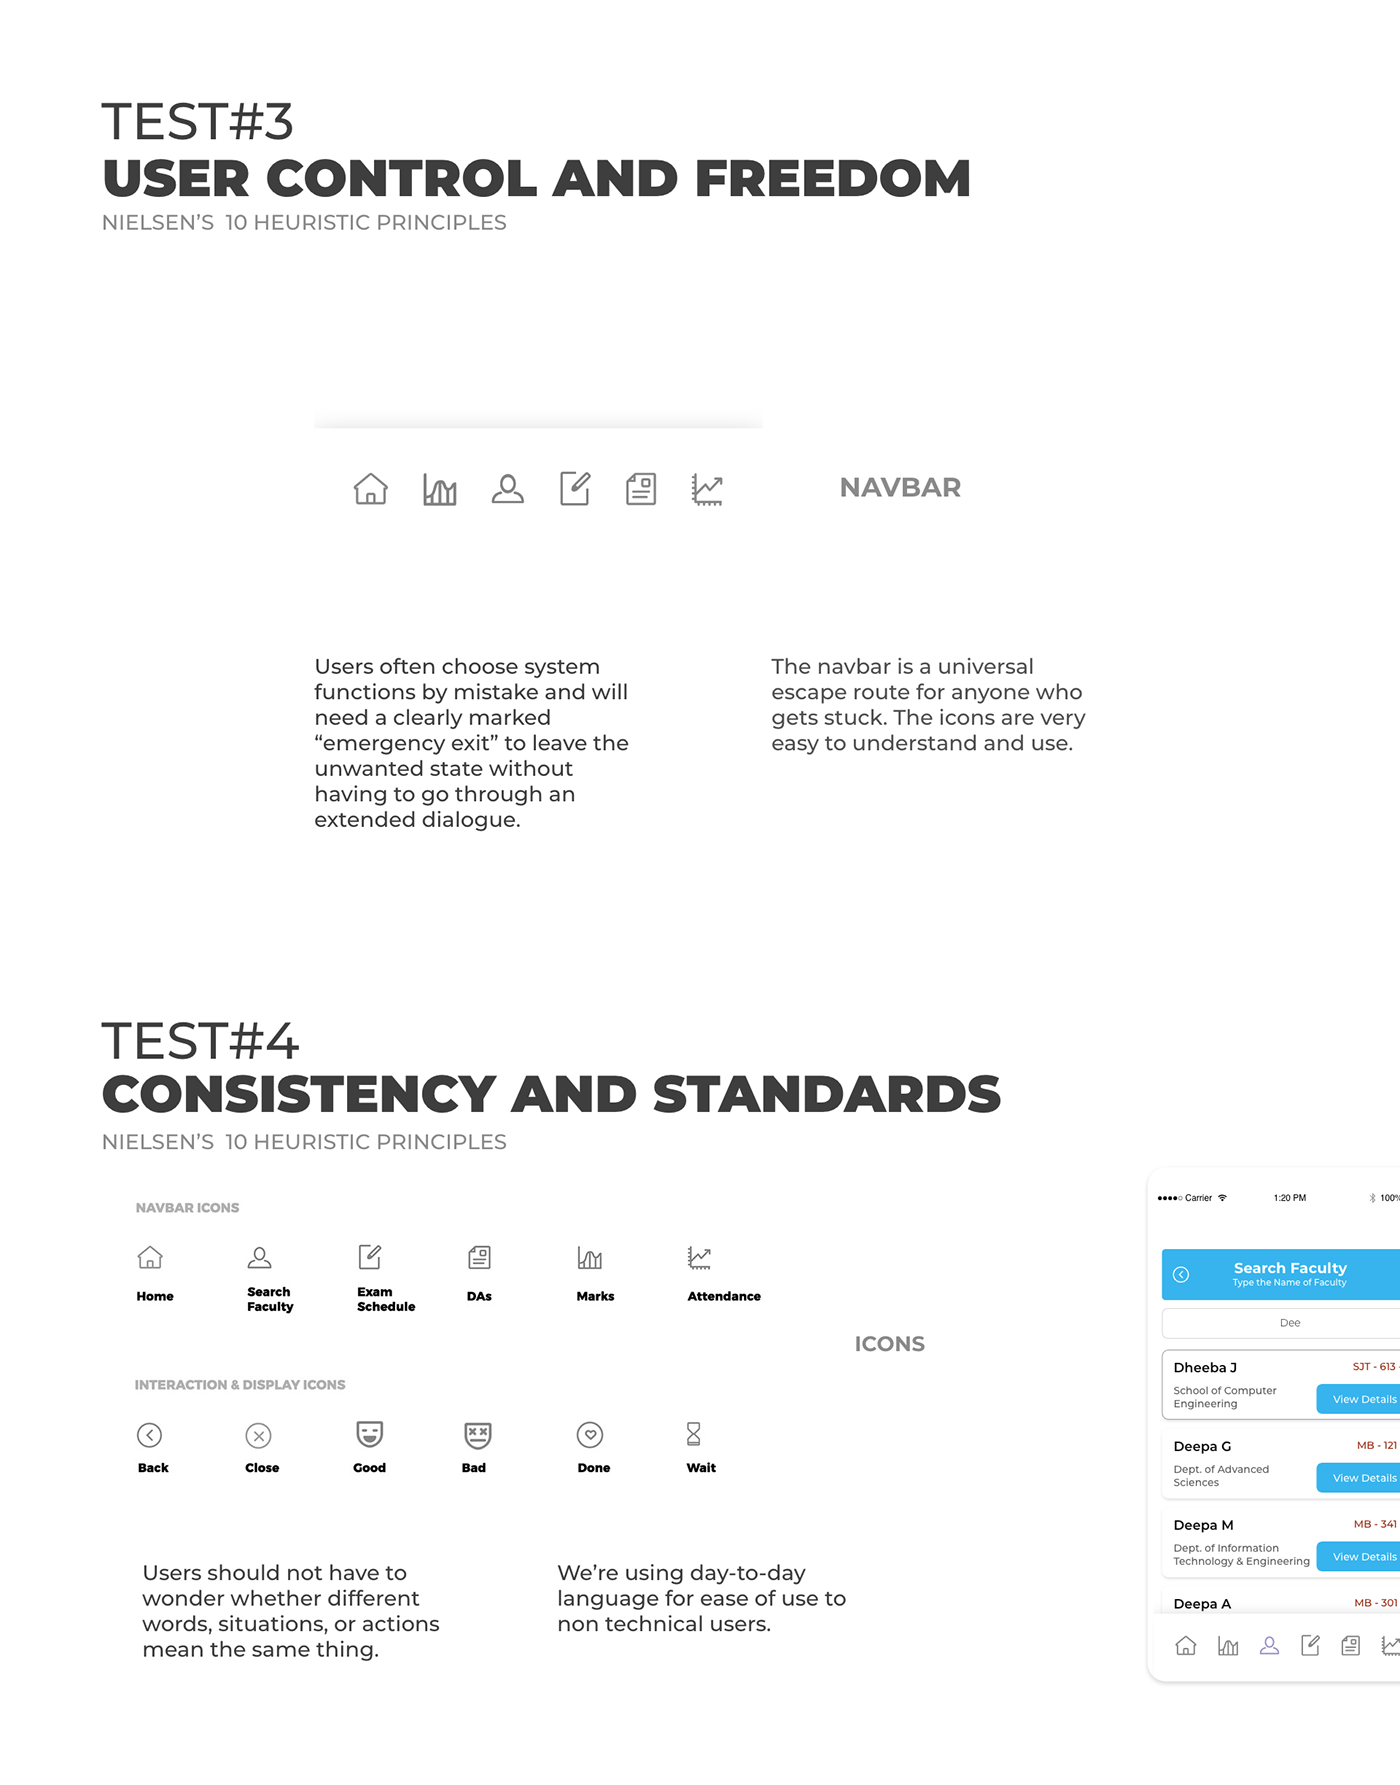 TEST#3
USER CONTROL AND FREEDOM
NIELSEN'S  10 HEURISTIC PRINCIPLES
NAVBAR
Users often choose system
functions by mistake and will
need a clearly marked
“emergency exit” to leave the
unwanted state without
having to go through an
extended dialogue.
The navbar is a universal
escape route for anyone who
gets stuck. The icons are very
easy to understand and use.
TEST#4
CONSISTENCY AND STANDARDS
NIELSEN'S  10 HEURISTIC PRINCIPLES
NAVBAR ICONS
Home
Search
Faculty
Exam
Schedule
DAs
Marks
Attendance
ICONS
INTERACTION & DISPLAY ICONS
Back
Close
Good
Bad
Done
Wait
Users should not have to
wonder whether different
words, situations, or actions
mean the same thing.
We’re using day-to-day
language for ease of use to
non technical users.
Carrier
1:20 PM
100%
Search Faculty
Type the Name of Faculty
Dee
Dheeba J
SJT - 613 -
School of Computer
Engineering
View Details
Deepa G
MB - 121
Dept. of Advanced
Sciences
View Details
Deepa M
MB - 341
Dept. of Information
Technology & Engineering
View Details
Deepa A
MB - 301